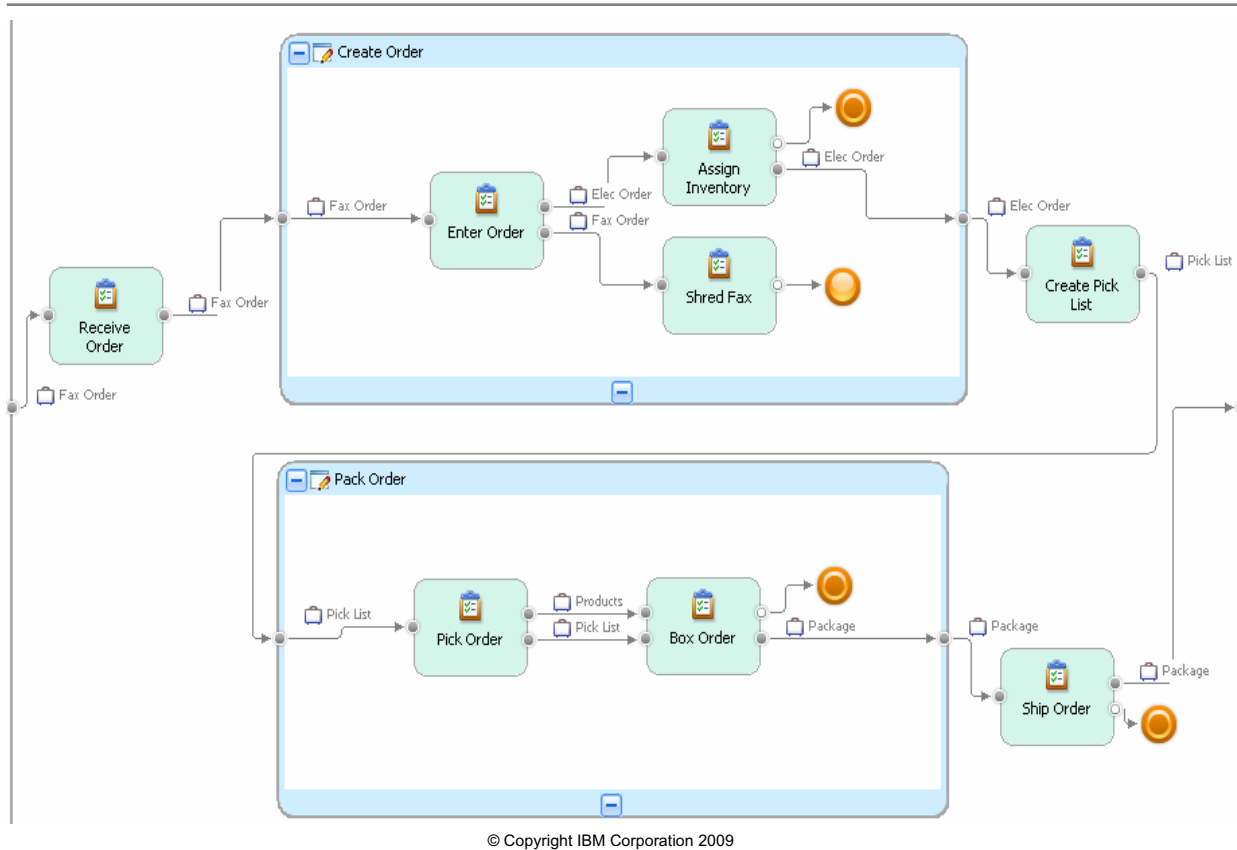 Create Order
Fax Order
Enter Order
Elec Order
Fax Order
Assign
Inventory
Elec Order
Shred Fax
Elec Order
Create Pick
List
Pick List
Receive
Order
Fax Order
Fax Order
Pack Order
Pick List
Pick Order
Products
Pick List
Box Order
Package
Package
Ship Order
Package
© Copyright IBM Corporation 2009